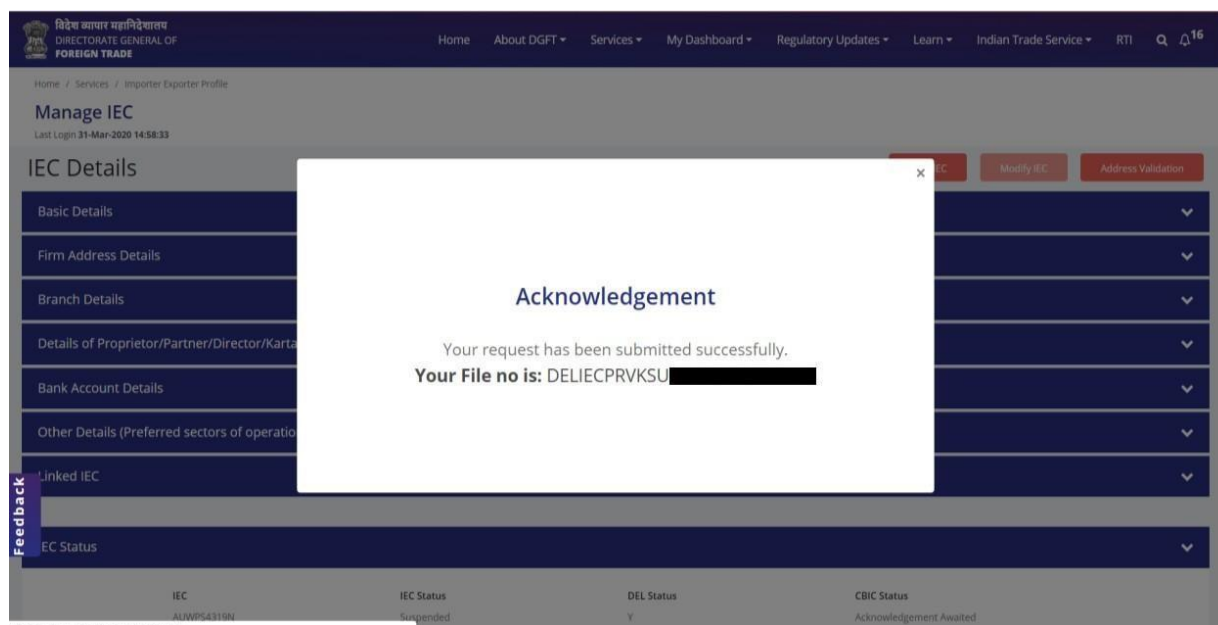 विदेश व्यापार महानिदेशालय
DIRECTORATE GENERAL OF
FOREIGN TRADE
Home About DGFT Services My Dashboard Regulatory Updates Learn Indian Trade Service RTI 16
Home / Services / Importer Exporter Profile
Manage IEC
Last Login 31-Mar-2020 14:58:33
IEC Details
EC Modify IEC Address Validation
×
Basic Details
Firm Address Details
Branch Details
Acknowledgement
Details of Proprietor/Partner/Director/Karta
Your request has been submitted successfully.
Your File no is: DELIECPRVKSU
Bank Account Details
Other Details (Preferred sectors of operatio
Linked IEC
Feedback
EC Status
IEC IEC Status DEL Status CBIC Status
AUWPS4319N Suspended Y Acknowledgement Awaited